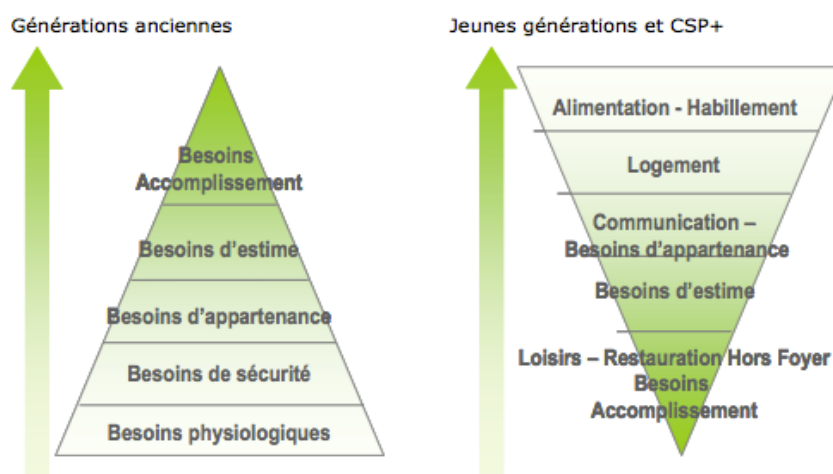 Générations anciennes
Besoins
Accomplissement
Besoins d'estime
Besoins d'appartenance
Besoins de sécurité
Besoins physiologiques
Jeunes générations et CSP+
Alimentation - Habillement
Logement
Communication –
Besoins d'appartenance
Besoins d'estime
Loisirs – Restauration Hors Foyer
Besoins
Accomplissement